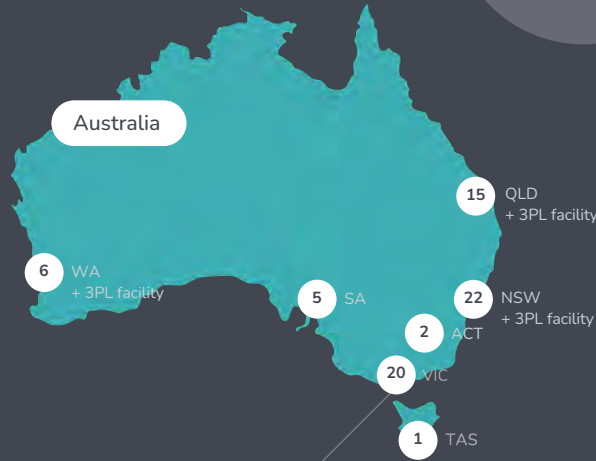 Australia
15 QLD
+ 3PL facility
6 WA
+ 3PL facility
5 SA
22 NSW
+ 3PL facility
2 ACT
20 VIC
1 TAS